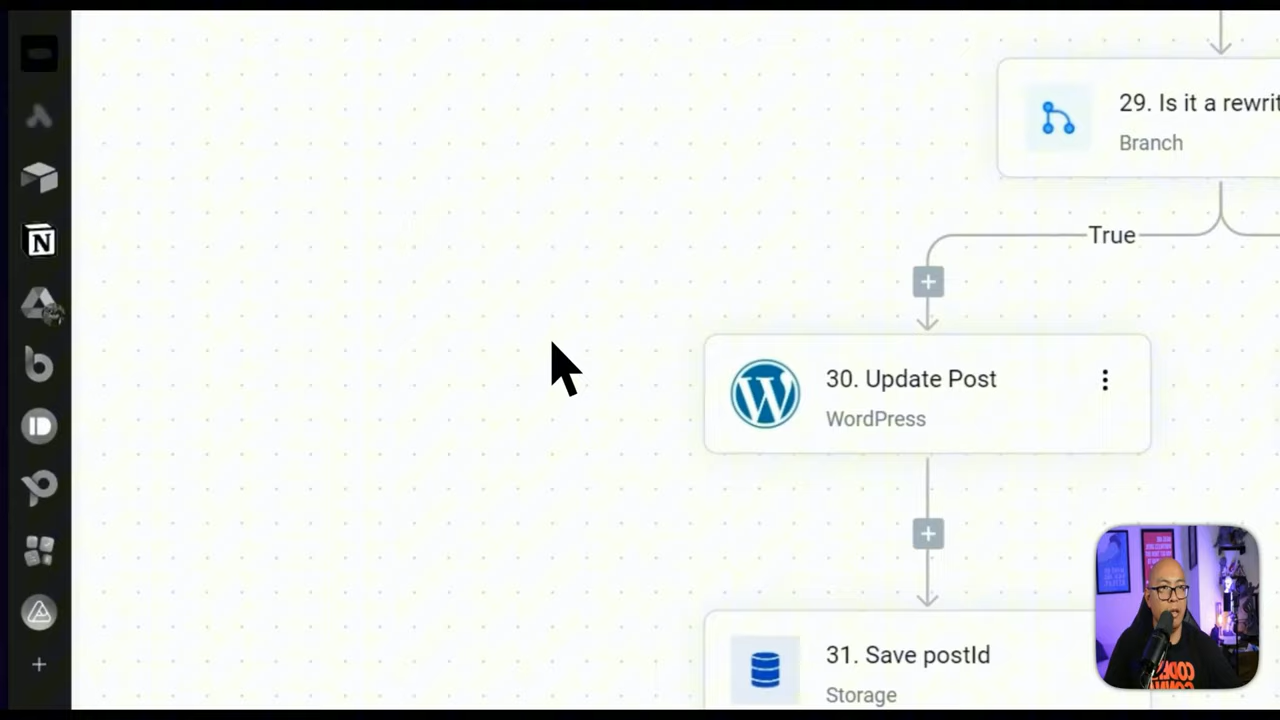 29. Is it a rewrit
Branch
True
30. Update Post
WordPress
31. Save postId
Storage